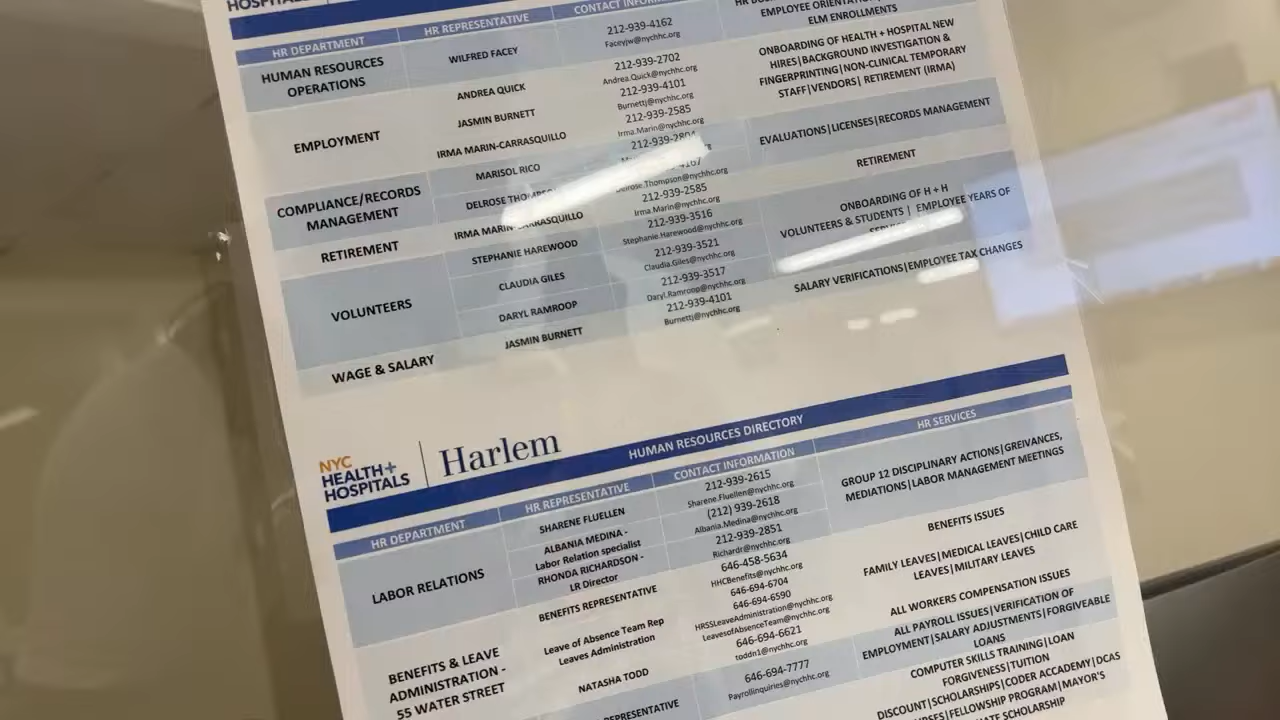 HOSPITALS
HR DEPARTMENT
HR REPRESENTATIVE
CONTACT INFORMATION
EMPLOYEE ORIENTATION
ELM ENROLLMENTS
HUMAN RESOURCES
OPERATIONS
WILFRED FACEY
212-939-4162
Faceyjw@nychhc.org
EMPLOYMENT
ANDREA QUICK
212-939-2702
Andrea.Quick@nychhc.org
JASMIN BURNETT
212-939-4101
Burnettj@nychhc.org
IRMA MARIN-CARRASQUILLO
212-939-2585
Irma.Marin@nychhc.org
ONBOARDING OF HEALTH + HOSPITAL NEW
HIRES|BACKGROUND INVESTIGATION &
FINGERPRINTING|NON-CLINICAL TEMPORARY
STAFF|VENDORS| RETIREMENT (IRMA)
COMPLIANCE/RECORDS
MANAGEMENT
MARISOL RICO
DELROSE
Delrose.Thompson@nychhc.org
EVALUATIONS|LICENSES|RECORDS MANAGEMENT
RETIREMENT
IRMA MARIN-CARRASQUILLO
212-939-2585
Irma.Marin@nychhc.org
RETIREMENT
VOLUNTEERS
STEPHANIE HAREWOOD
212-939-3516
Stephanie.Harewood@nychhc.org
CLAUDIA GILES
212-939-3521
Claudia.Giles@nychhc.org
DARYL RAMROOP
212-939-3517
Daryl.Ramroop@nychhc.org
ONBOARDING OF H + H
VOLUNTEERS & STUDENTS | EMPLOYEE YEARS OF
WAGE & SALARY
JASMIN BURNETT
212-939-4101
Burnettj@nychhc.org
SALARY VERIFICATIONS|EMPLOYEE TAX CHANGES
NYC
HEALTH+
HOSPITALS
Harlem
HUMAN RESOURCES DIRECTORY
HR DEPARTMENT
HR REPRESENTATIVE
CONTACT INFORMATION
HR SERVICES
LABOR RELATIONS
SHARENE FLUELLEN
212-939-2615
Sharene.Fluellen@nychhc.org
ALBANIA MEDINA -
Labor Relation specialist
(212) 939-2618
Albania.Medina@nychhc.org
RHONDA RICHARDSON -
LR Director
212-939-2851
Richardr@nychhc.org
GROUP 12 DISCIPLINARY ACTIONS|GREIVANCES,
MEDIATIONS|LABOR MANAGEMENT MEETINGS
BENEFITS & LEAVE
ADMINISTRATION -
55 WATER STREET
BENEFITS REPRESENTATIVE
646-458-5634
HHCBenefits@nychhc.org
BENEFITS ISSUES
Leave of Absence Team Rep
Leaves Administration
646-694-6704
646-694-6590
HRSSLeaveAdministration@nychhc.org
LeavesofAbsenceTeam@nychhc.org
FAMILY LEAVES|MEDICAL LEAVES|CHILD CARE
LEAVES|MILITARY LEAVES
NATASHA TODD
646-694-6621
toddn1@nychhc.org
ALL WORKERS COMPENSATION ISSUES
REPRESENTATIVE
646-694-7777
Payrollinquiries@nychhc.org
ALL PAYROLL ISSUES|VERIFICATION OF
EMPLOYMENT|SALARY ADJUSTMENTS|FORGIVEABLE
LOANS
COMPUTER SKILLS TRAINING|LOAN
FORGIVENESS|TUITION
DISCOUNT|SCHOLARSHIPS|CODER ACCADEMY|DCAS
FELLOWSHIP PROGRAM|MAYOR'S
SCHOLARSHIP